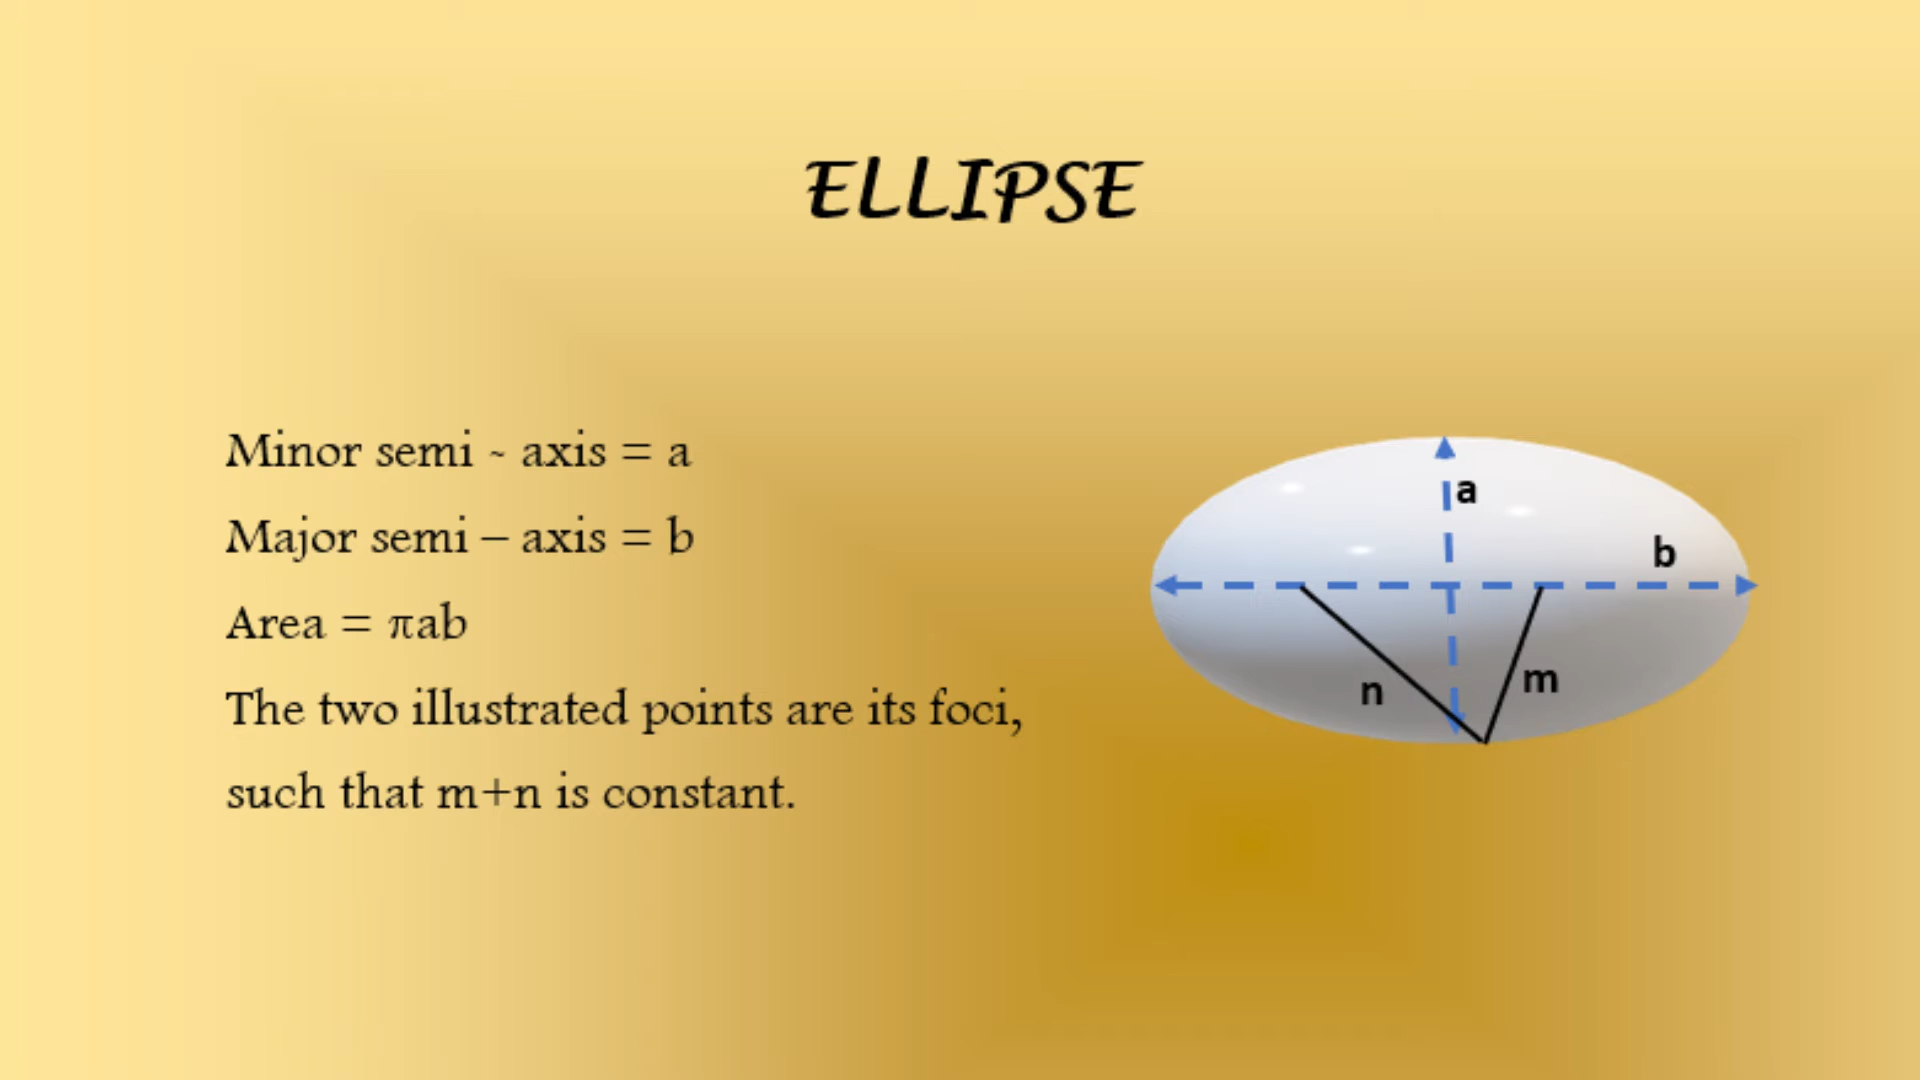 ELLIPSE
Minor semi - axis = a
Major semi – axis = b
Area = πab
The two illustrated points are its foci,
such that m+n is constant.
a
b
n
m